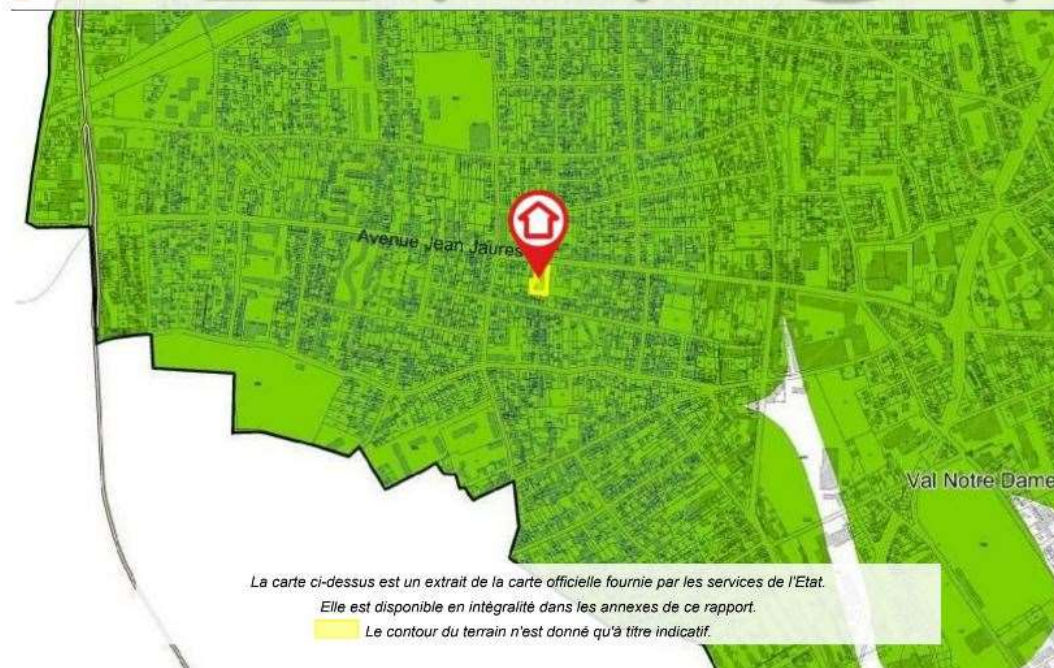 Avenue Jean Jaures
Val Notre Dame
La carte ci-dessus est un extrait de la carte officielle fournie par les services de l'Etat.
Elle est disponible en intégralité dans les annexes de ce rapport.
Le contour du terrain n'est donné qu'à titre indicatif.